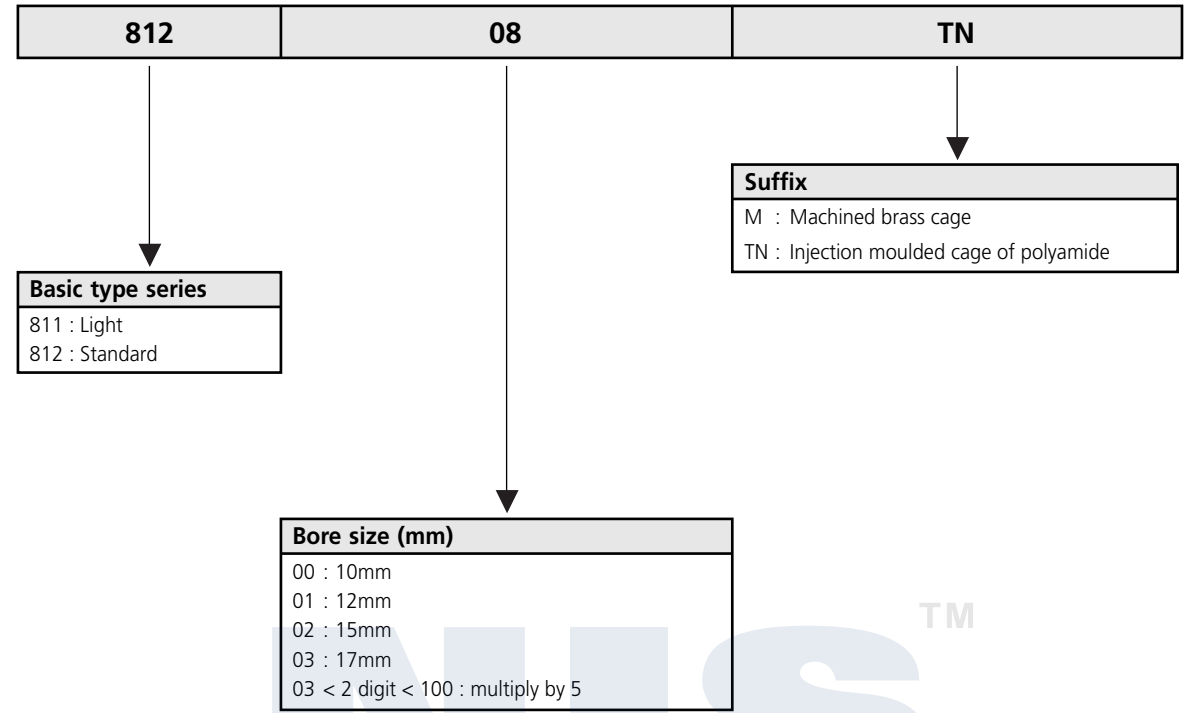 812 08 TN
Suffix
M : Machined brass cage
TN : Injection moulded cage of polyamide
Basic type series
811 : Light
812 : Standard
Bore size (mm)
00 : 10mm
01 : 12mm
02 : 15mm
03 : 17mm
03 < 2 digit < 100 : multiply by 5
TM